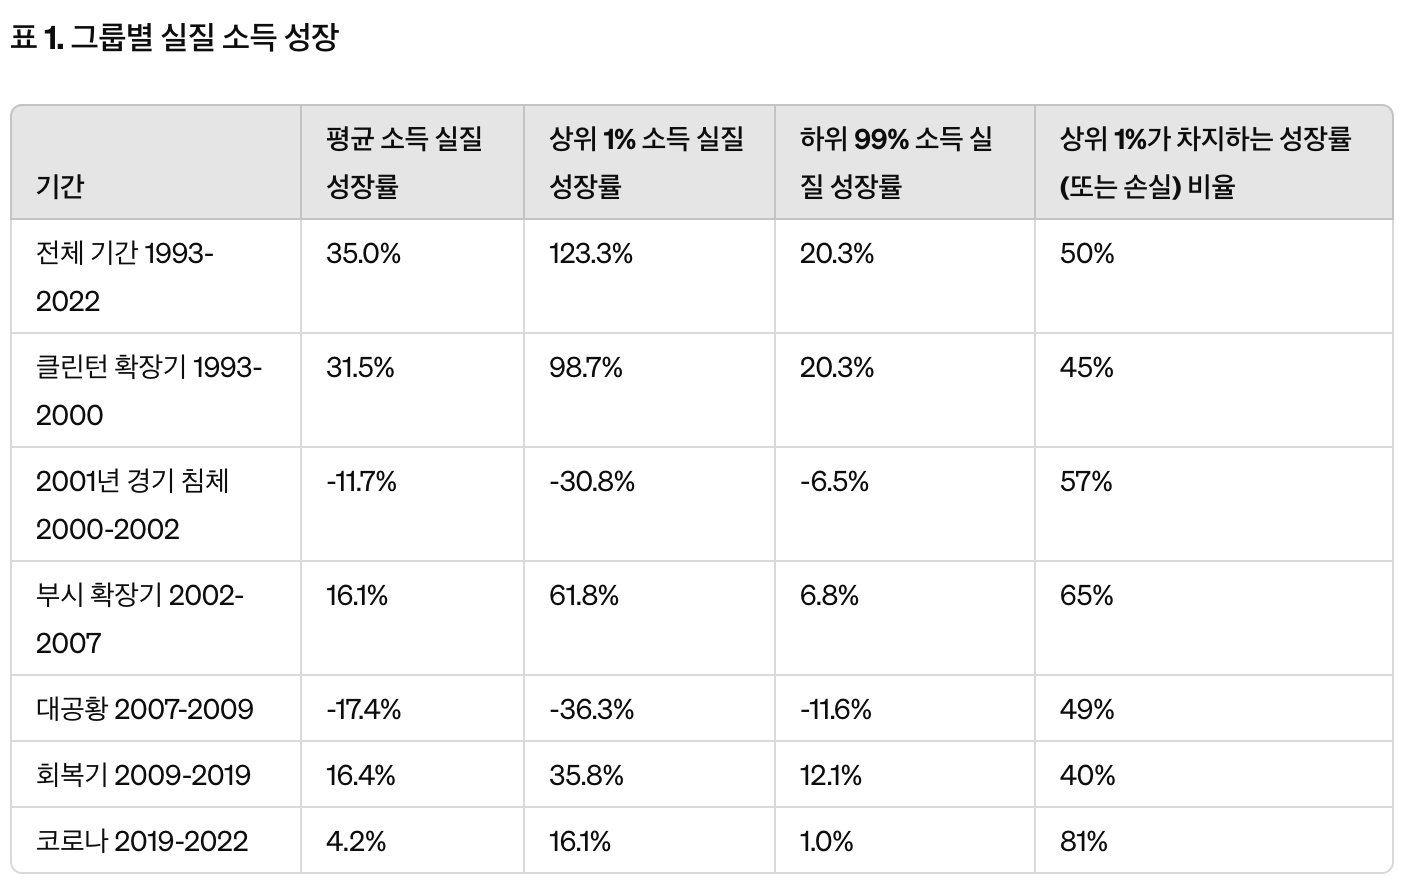 표 1. 그룹별 실질 소득 성장
기간
평균 소득 실질
성장률
상위 1% 소득 실질
성장률
하위 99% 소득 실
질 성장률
상위 1%가 차지하는 성장률
(또는 손실) 비율
전체 기간 1993-
2022
35.0%
123.3%
20.3%
50%
클린턴 확장기 1993-
2000
31.5%
98.7%
20.3%
45%
2001년 경기 침체
2000-2002
-11.7%
-30.8%
-6.5%
57%
부시 확장기 2002-
2007
16.1%
61.8%
6.8%
65%
대공황 2007-2009
-17.4%
-36.3%
-11.6%
49%
회복기 2009-2019
16.4%
35.8%
12.1%
40%
코로나 2019-2022
4.2%
16.1%
1.0%
81%